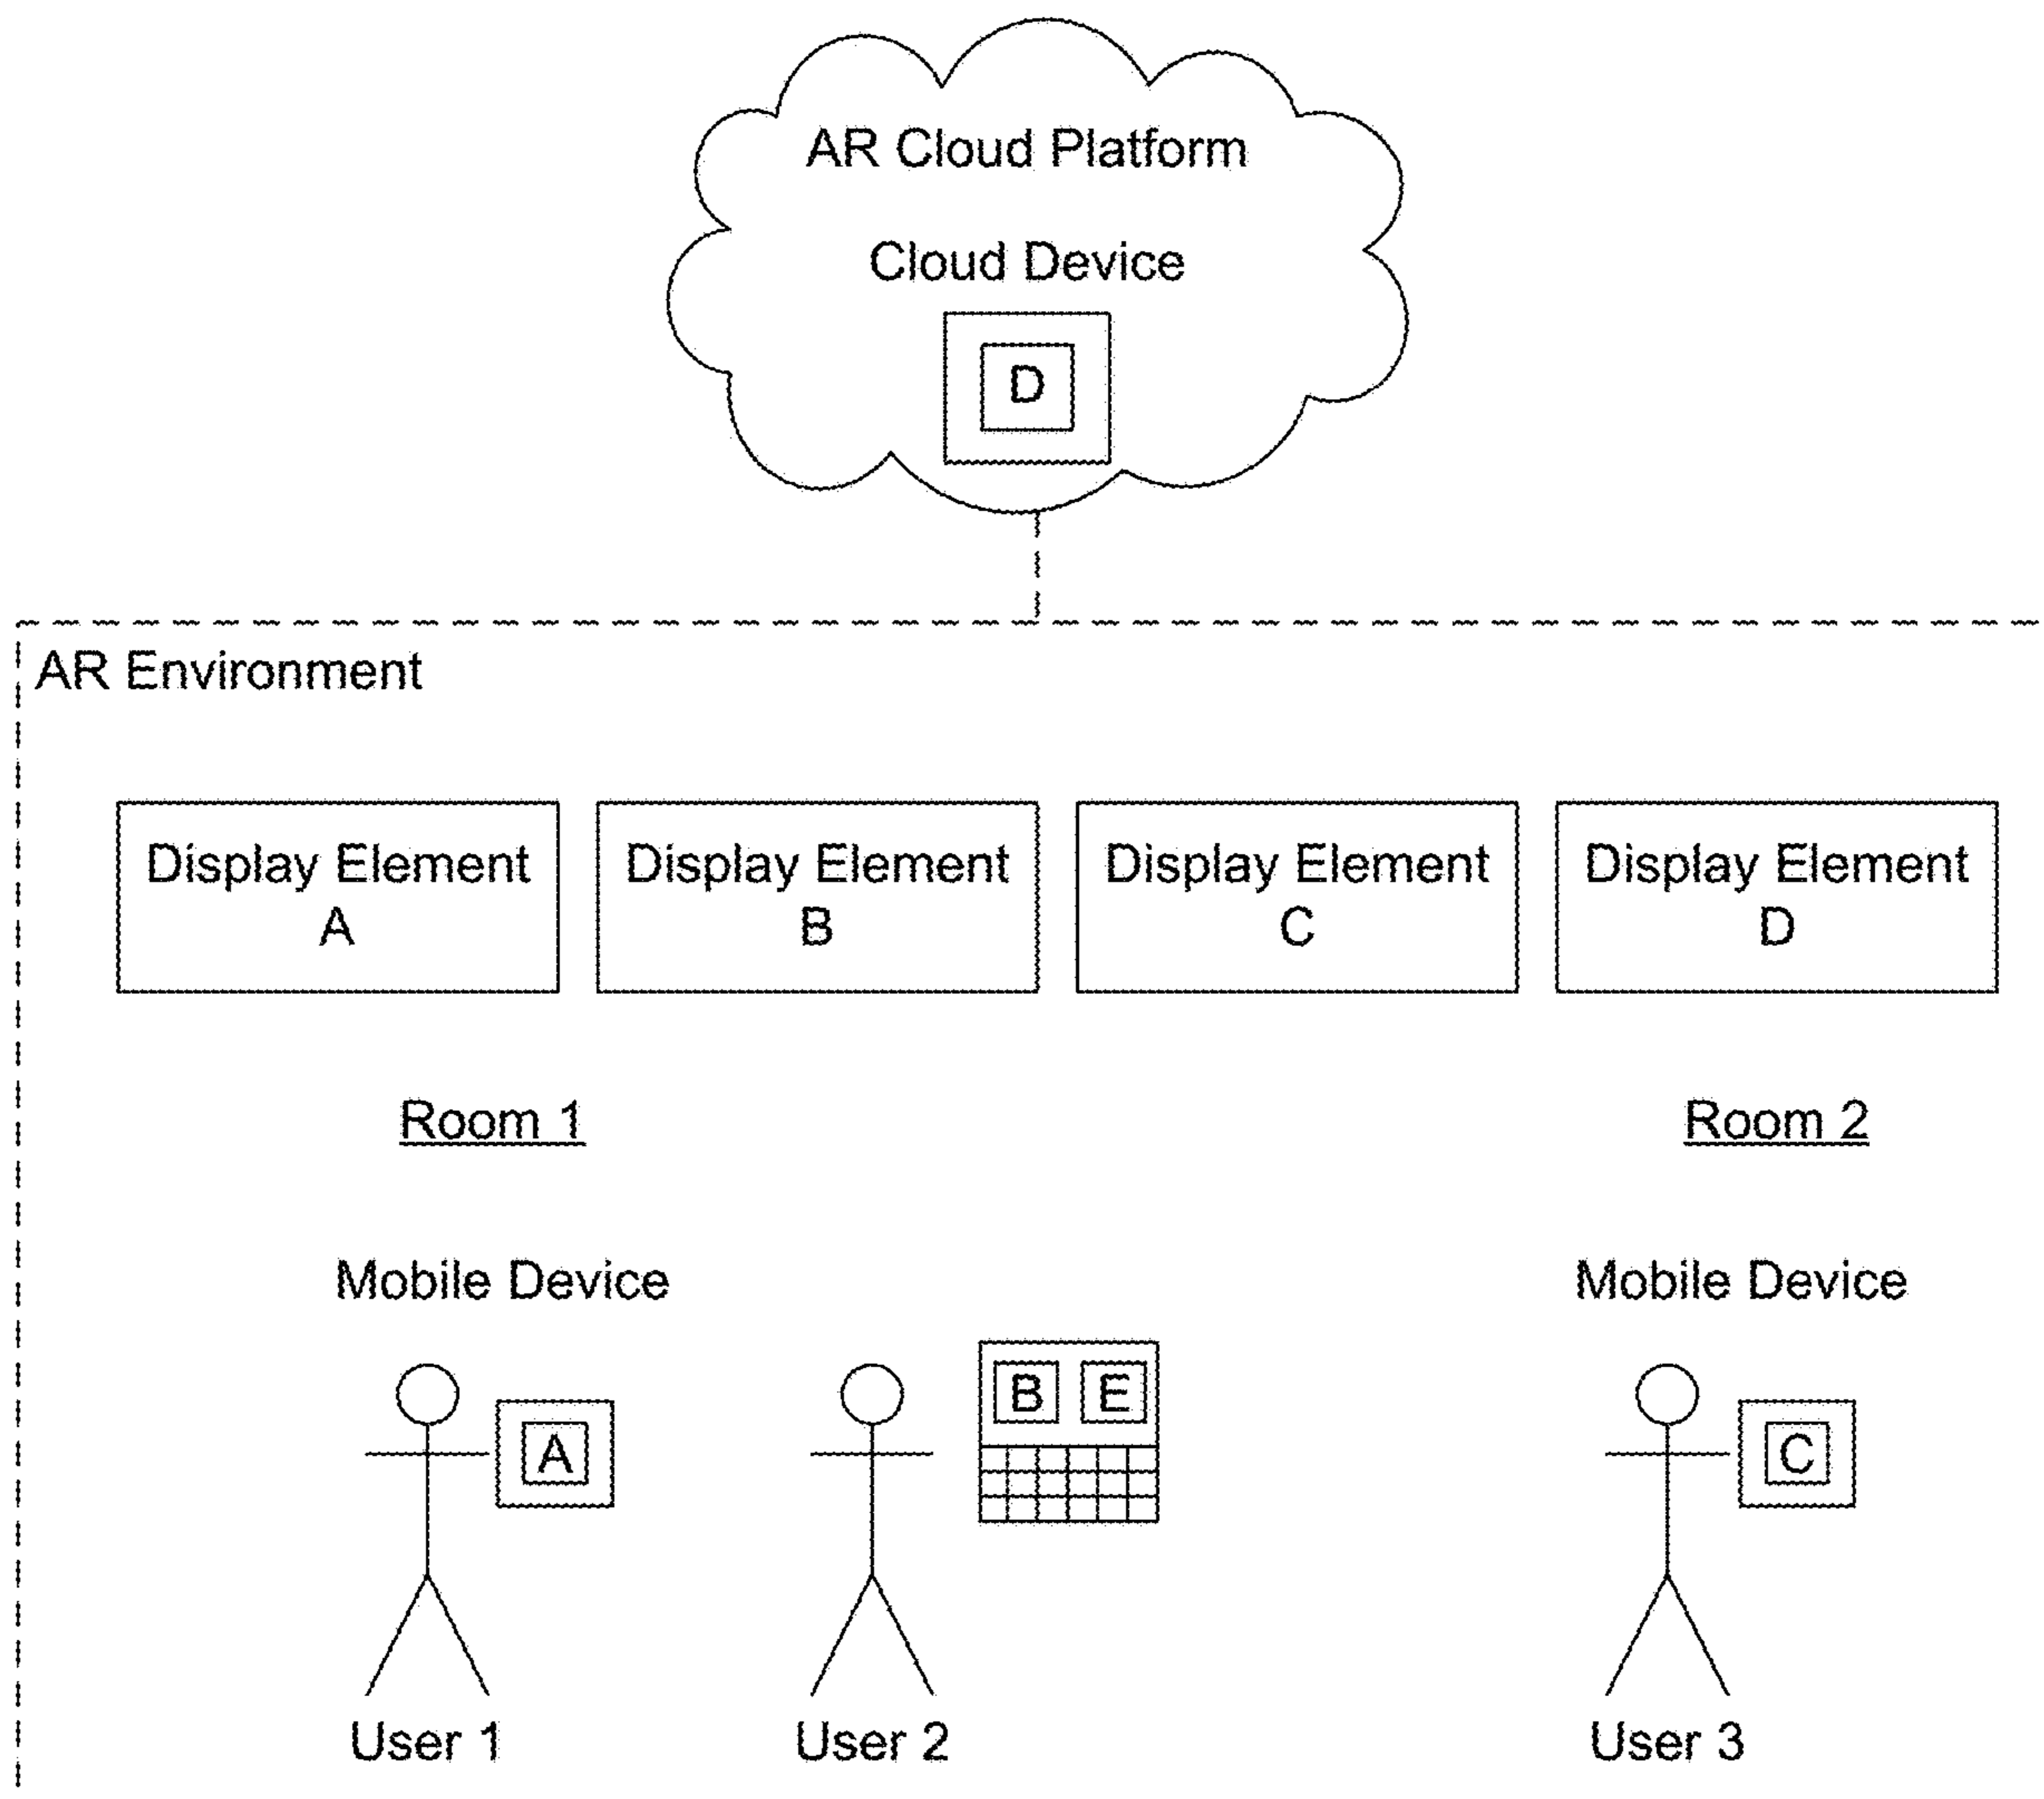 AR Cloud Platform
Cloud Device
D
AR Environment
Display Element
A
Display Element
B
Display Element
C
Display Element
D
Room 1
Room 2
Mobile Device
Mobile Device
A
B E
C
User 1
User 2
User 3